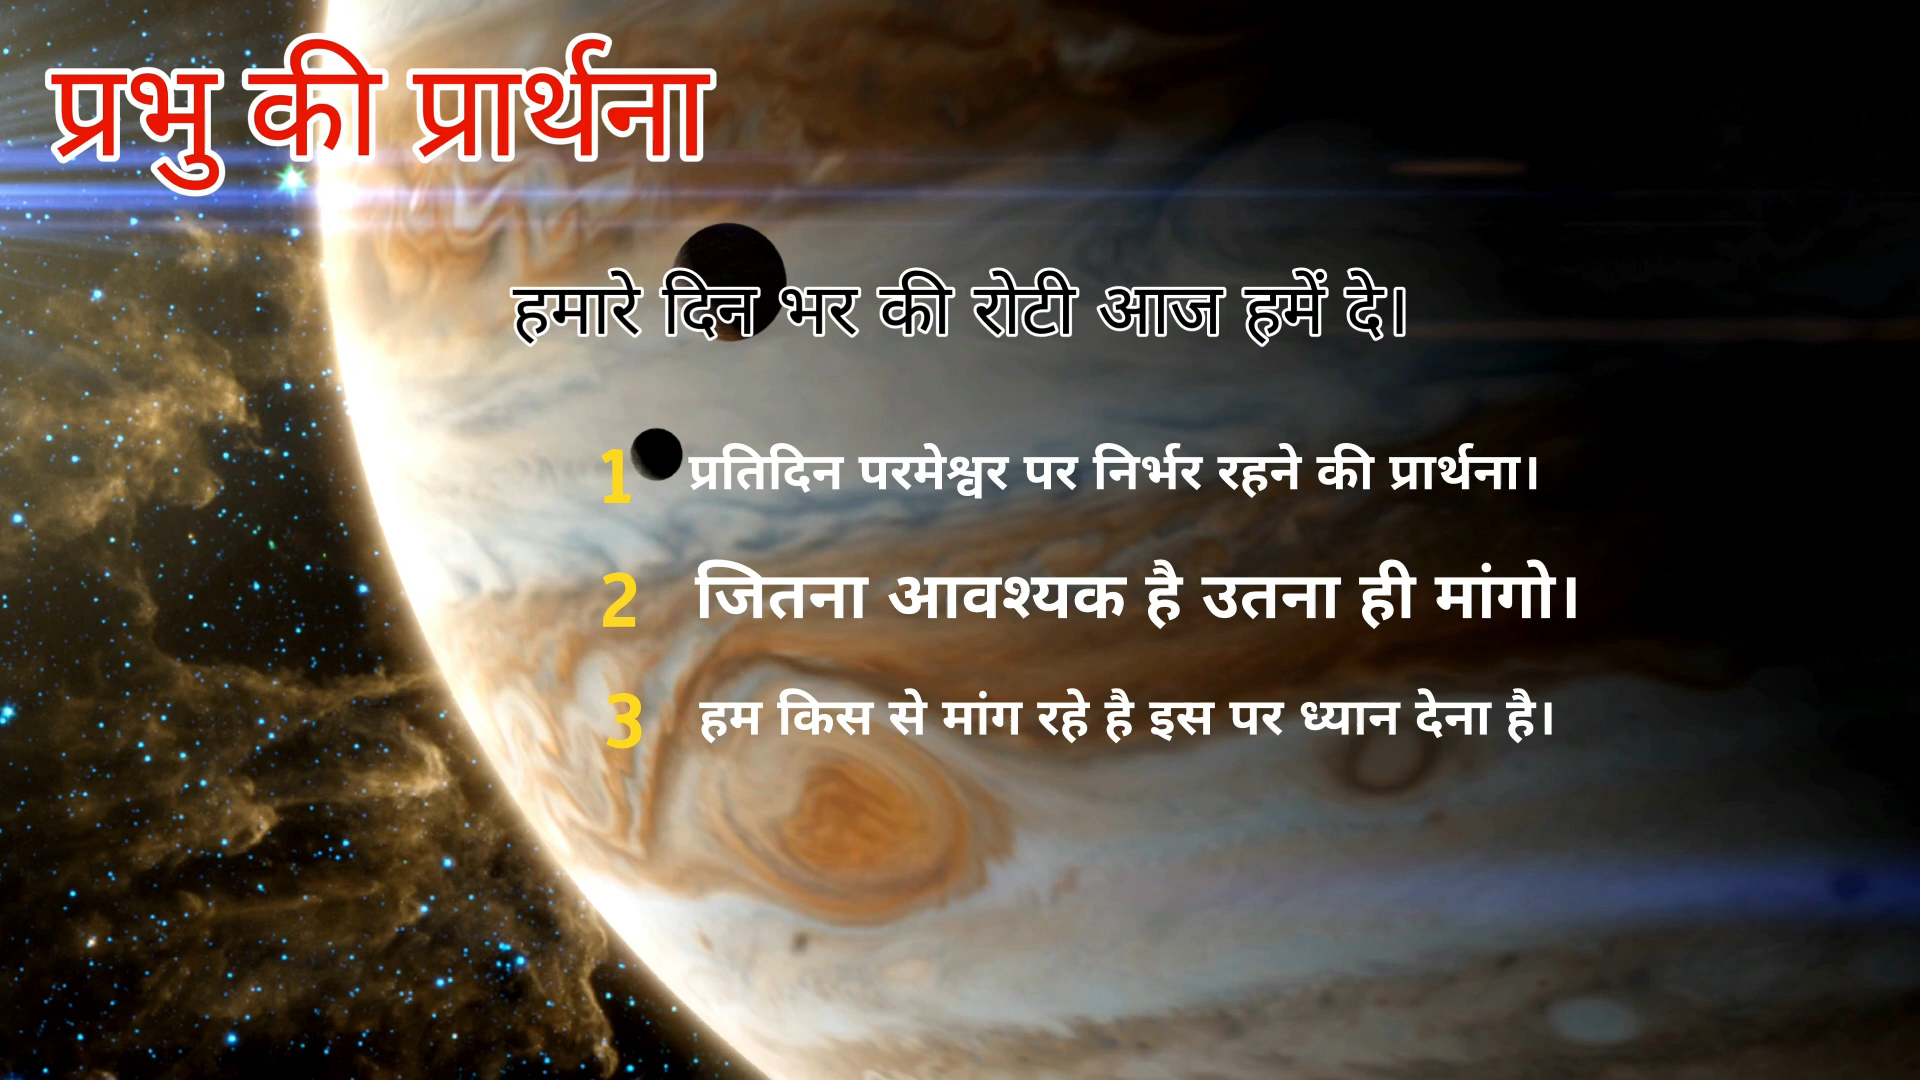 प्रभु की प्रार्थना
हमारे दिन भर की रोटी आज हमें दे।
1 प्रतिदिन परमेश्वर पर निर्भर रहने की प्रार्थना।
2 जितना आवश्यक है उतना ही मांगो।
3 हम किस से मांग रहे है इस पर ध्यान देना है।